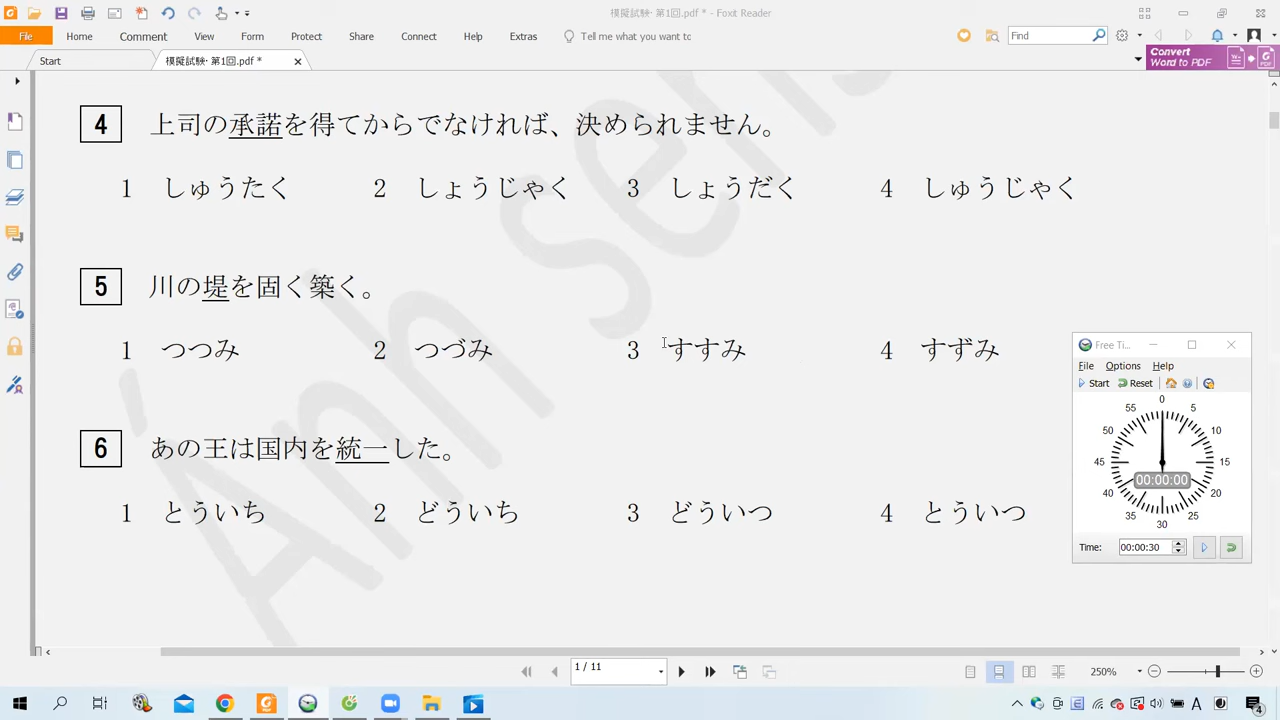 模擬試験・第1回.pdf * - Foxit Reader
File Home Comment View Form Protect Share Connect Help Extras Tell me what you want to Find
Start 模擬試験・第1回.pdf *
Convert
Word to PDF
4 上司の承諾を得てからでなければ、決められません。
1 しゅうたく 2 しょうじゃく 3 しょうだく 4 しゅうじゃく
5 川の堤を固く築く。
1 つつみ 2 つづみ 3 すすみ 4 すずみ
6 あの王は国内を統一した。
1 とういち 2 どういち 3 どういつ 4 とういつ
Ánh sens
Free Ti...
File Options Help
Start Reset
0
55 5
50 10
45 15
40 20
35 25
30
00:00:00
Time: 00:00:30
1 / 11
250%
A
4